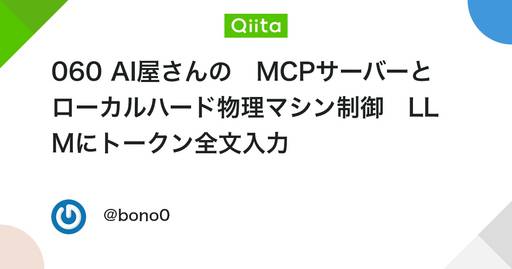 Qiita
060 AI屋さんの　MCPサーバーと
ローカルハード物理マシン制御　LL
Mにトークン全文入力
@bono0